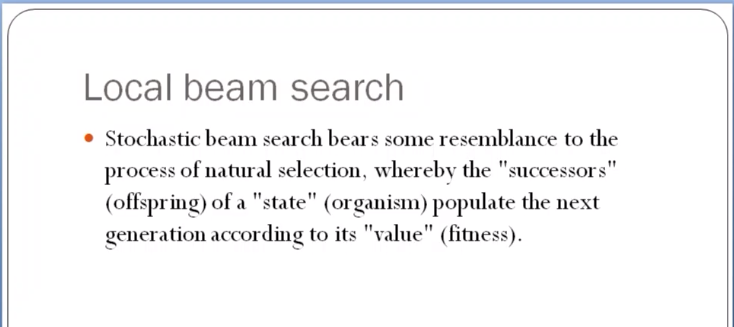 Local beam search
• Stochastic beam search bears some resemblance to the
process of natural selection, whereby the "successors"
(offspring) of a "state" (organism) populate the next
generation according to its "value" (fitness).